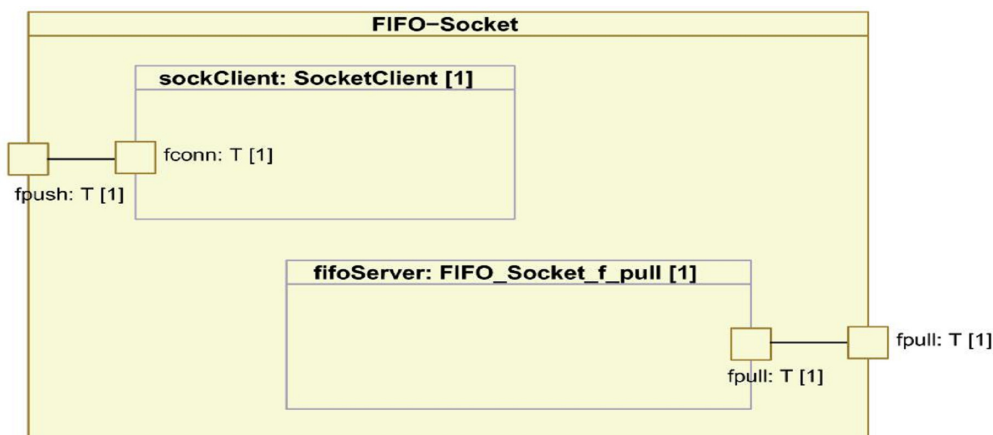 FIFO−Socket
sockClient: SocketClient [1]
fconn: T [1]
fpush: T [1]
fifoServer: FIFO_Socket_f_pull [1]
fpull: T [1]
fpull: T [1]